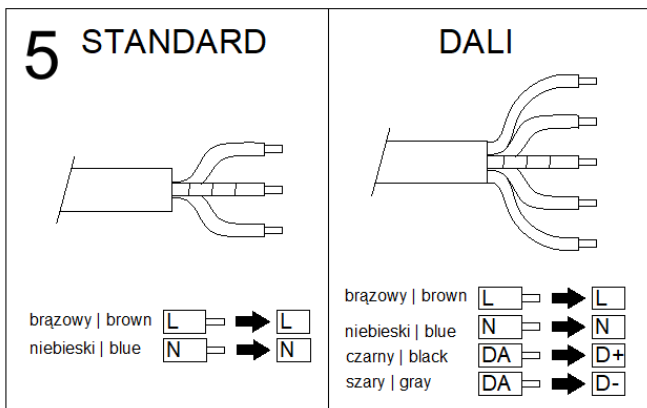 5 STANDARD
brązowy | brown L L
niebieski | blue N N
DALI
brązowy | brown L L
niebieski | blue N N
czarny | black DA D+
szary | gray DA D-